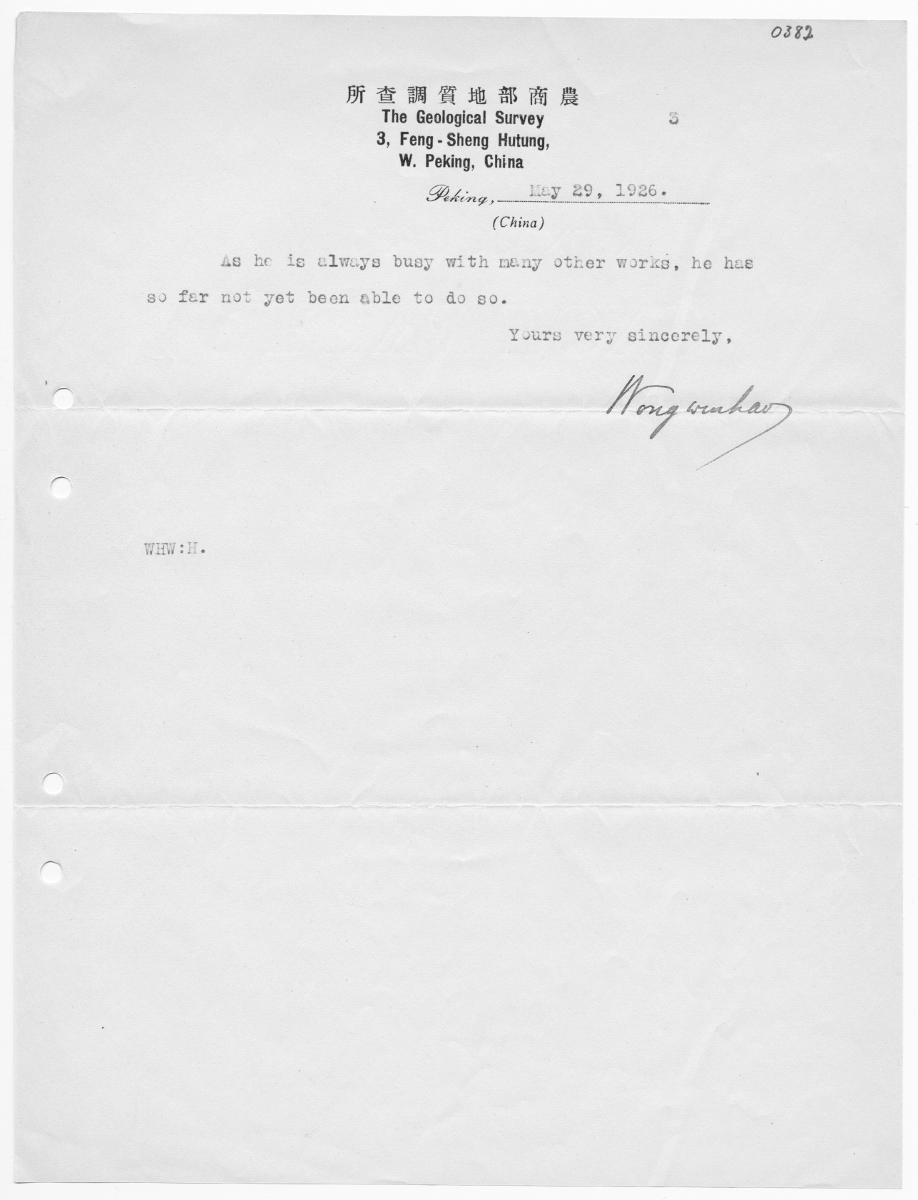 0382
所查調質地部商農
The Geological Survey
3
3, Feng-Sheng Hutung,
W. Peking, China
Peking, May 29, 1926.
(China)
As he is always busy with many other works, he has
so far not yet been able to do so.
Yours very sincerely,
Wong wenhao
WHW:H.